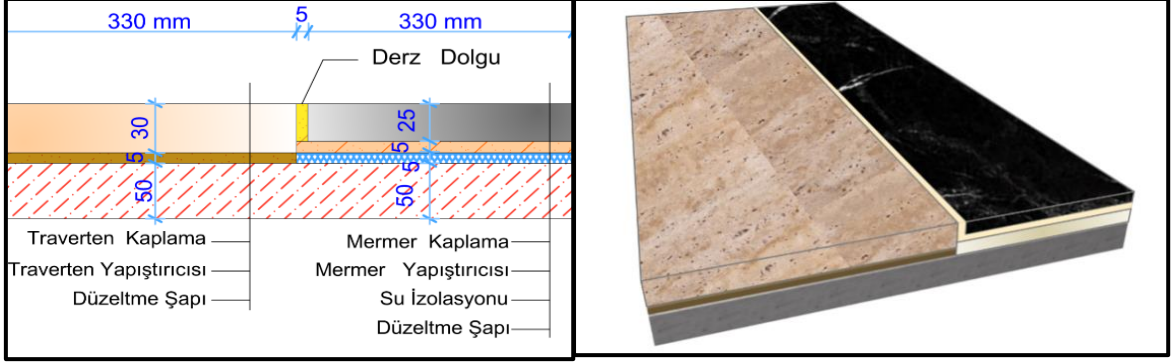 330 mm 5 330 mm
Derz Dolgu
30 25
5 5 5
50 50
Traverten Kaplama
Traverten Yapıştırıcısı
Düzeltme Şapı
Mermer Kaplama
Mermer Yapıştırıcısı
Su İzolasyonu
Düzeltme Şapı